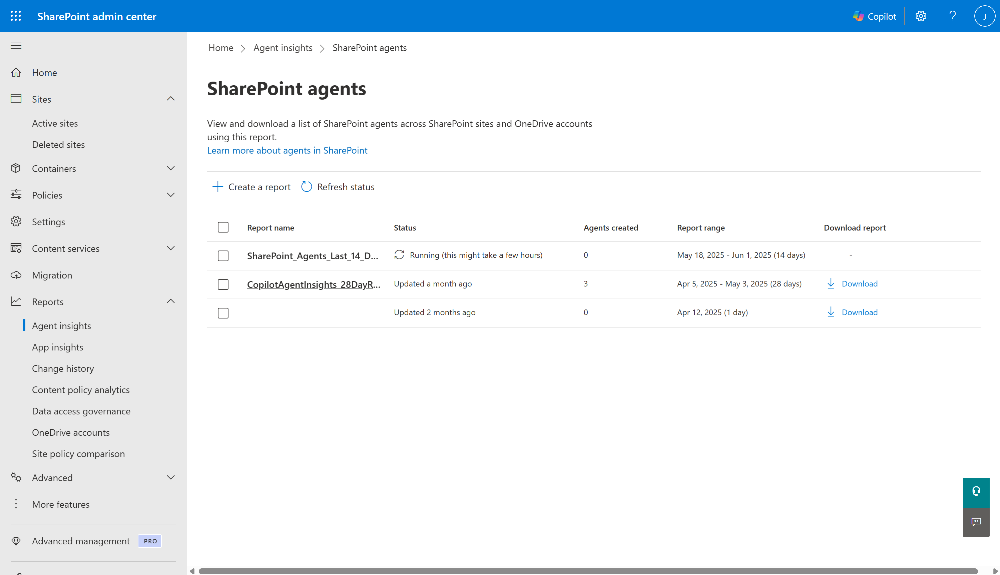 SharePoint admin center
Copilot
J
Home
Sites
Active sites
Deleted sites
Containers
Policies
Settings
Content services
Migration
Reports
Agent insights
App insights
Change history
Content policy analytics
Data access governance
OneDrive accounts
Site policy comparison
Advanced
More features
Advanced management PRO
Home > Agent insights > SharePoint agents
SharePoint agents
View and download a list of SharePoint agents across SharePoint sites and OneDrive accounts
using this report.
Learn more about agents in SharePoint
Create a report Refresh status
Report name Status Agents created Report range Download report
SharePoint_Agents_Last_14_D... Running (this might take a few hours) 0 May 18, 2025 - Jun 1, 2025 (14 days) -
CopilotAgentInsights_28DayR... Updated a month ago 3 Apr 5, 2025 - May 3, 2025 (28 days) Download
Updated 2 months ago 0 Apr 12, 2025 (1 day) Download